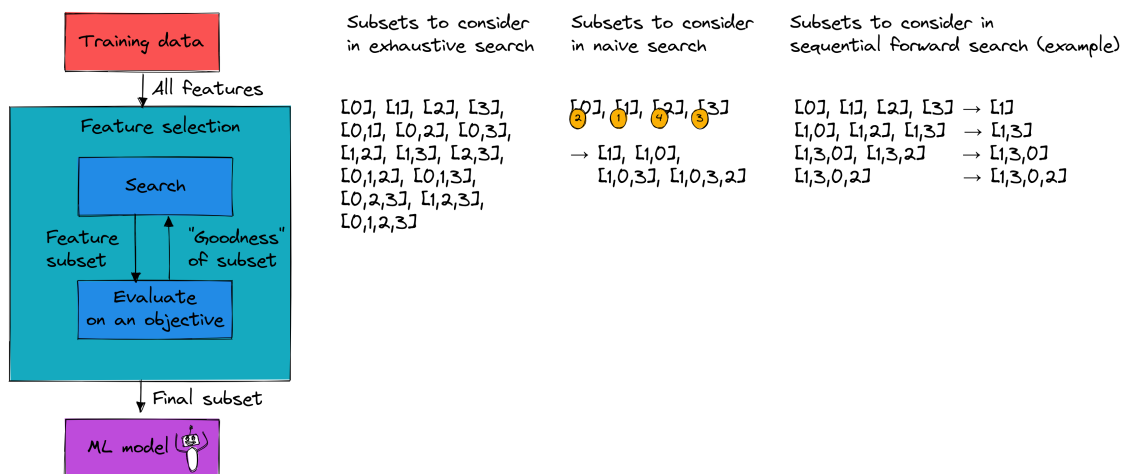 Training data
All features
Feature selection
Search
Feature
subset
"Goodness"
of subset
Evaluate
on an objective
Final subset
ML model
Subsets to consider
in exhaustive search
[0], [1], [2], [3],
[0,1], [0,2], [0,3],
[1,2], [1,3], [2,3],
[0,1,2], [0,1,3],
[0,2,3], [1,2,3],
[0,1,2,3]
Subsets to consider
in naive search
[0], [1], [2], [3]
2 1 4 3
→ [1], [1,0],
[1,0,3], [1,0,3,2]
Subsets to consider in
sequential forward search (example)
[0], [1], [2], [3] → [1]
[1,0], [1,2], [1,3] → [1,3]
[1,3,0], [1,3,2] → [1,3,0]
[1,3,0,2] → [1,3,0,2]